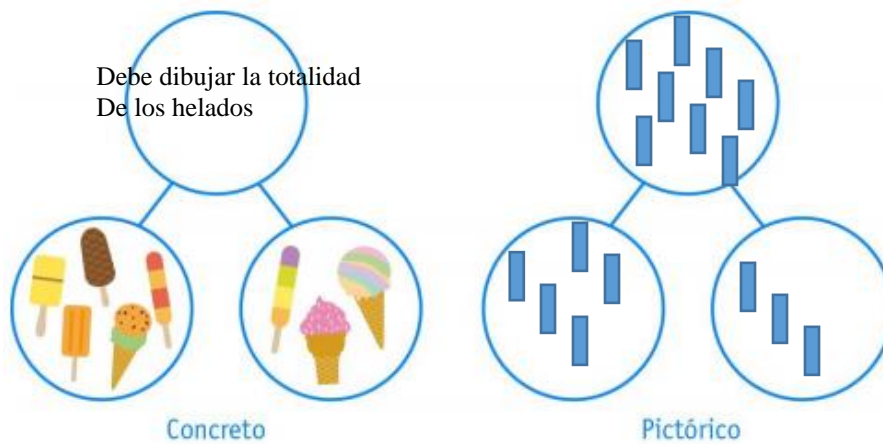 Debe dibujar la totalidad
De los helados
Concreto
Pictórico